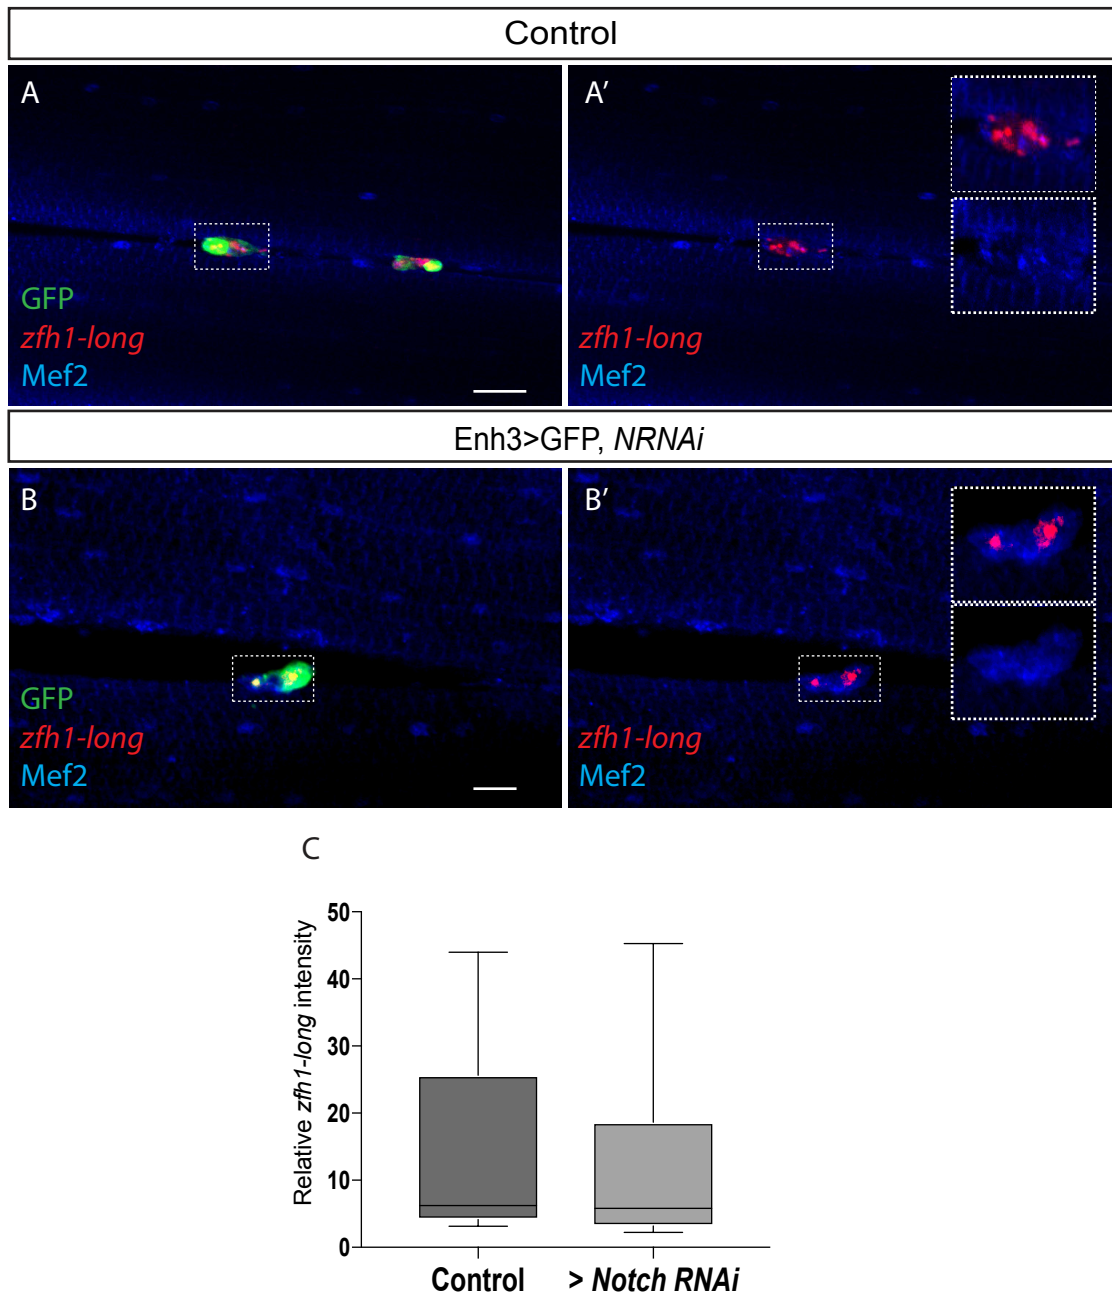 Control
A
GFP
zfh1-long
Mef2
A′
zfh1-long
Mef2
Enh3>GFP, NRNAi
B
GFP
zfh1-long
Mef2
B′
zfh1-long
Mef2
C
Relative zfh1-long intensity
50
40
30
20
10
0
Control
> Notch RNAi